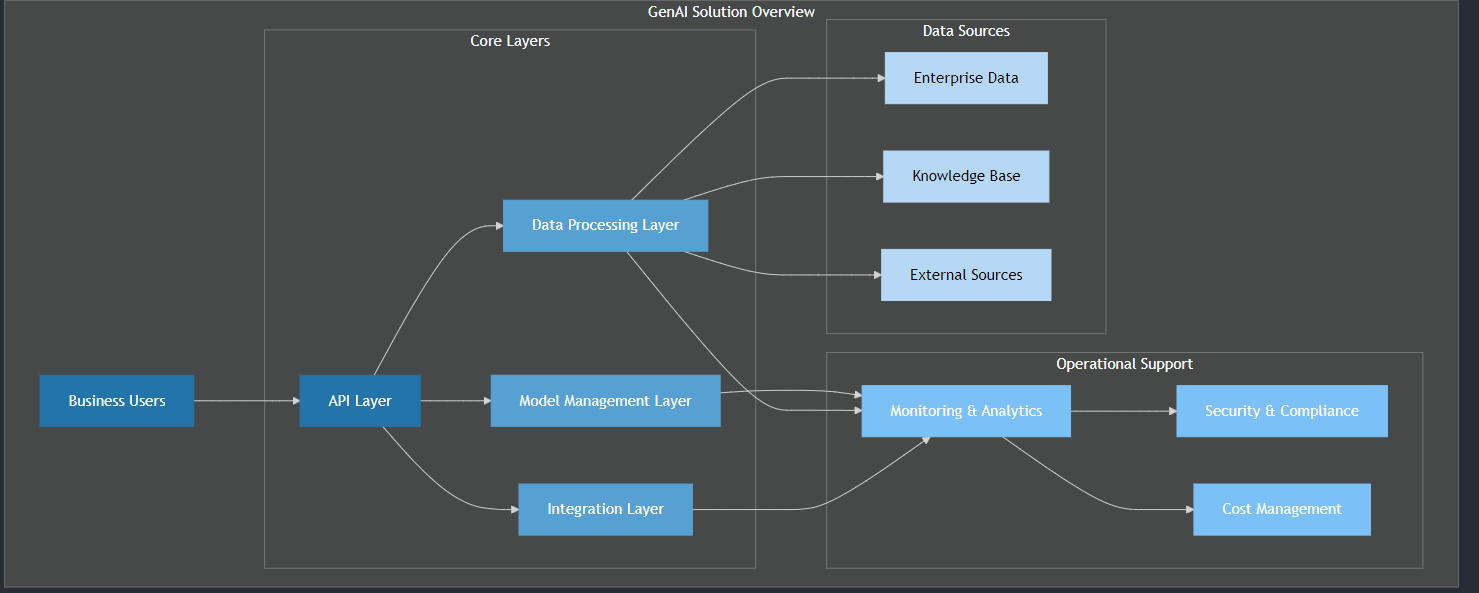 GenAI Solution Overview
Core Layers
Data Sources
Enterprise Data
Knowledge Base
Data Processing Layer
External Sources
Operational Support
Business Users
API Layer
Model Management Layer
Monitoring & Analytics
Security & Compliance
Integration Layer
Cost Management